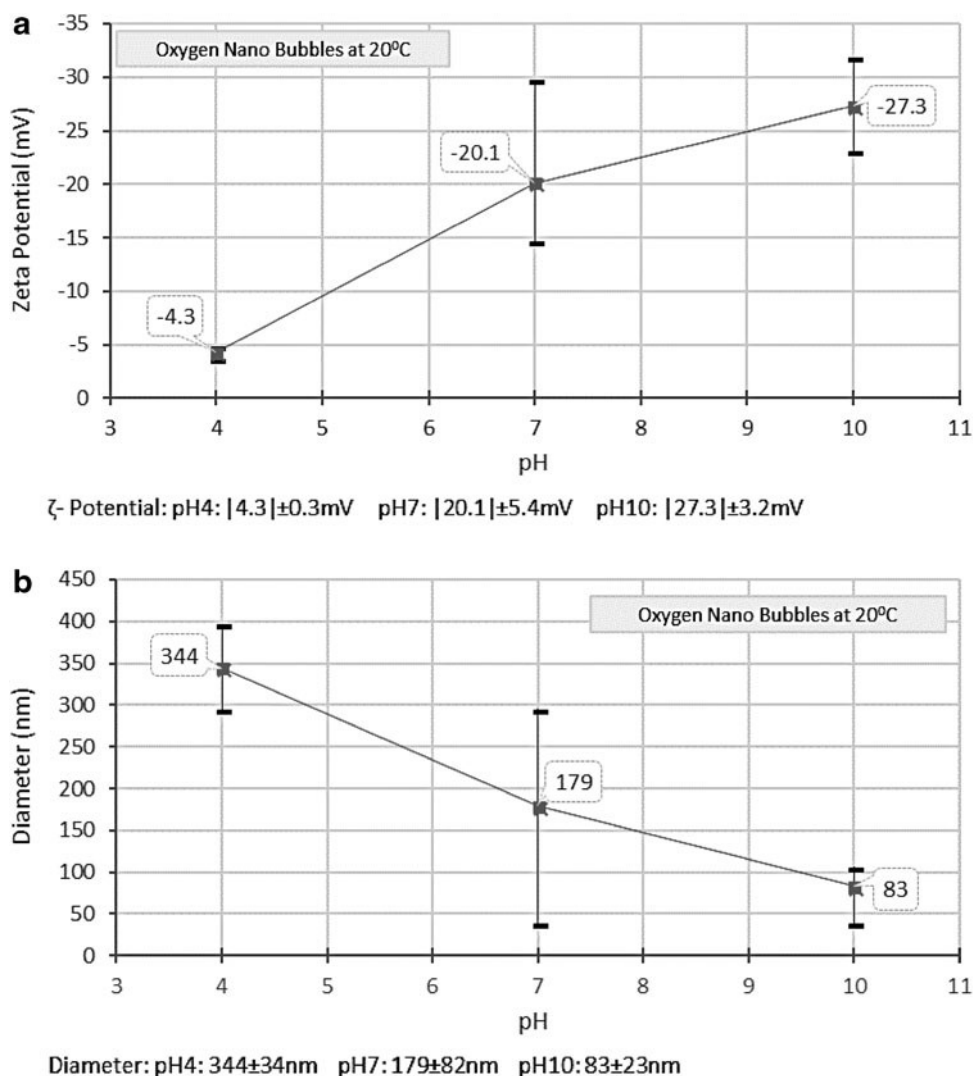 a
Oxygen Nano Bubbles at 20⁰C
Zeta Potential (mV)
-35
-30
-25
-20
-15
-10
-5
0
-4.3
-20.1
-27.3
3 4 5 6 7 8 9 10 11
pH
ζ- Potential: pH4: |4.3|±0.3mV pH7: |20.1|±5.4mV pH10: |27.3|±3.2mV
b
Oxygen Nano Bubbles at 20⁰C
Diameter (nm)
450
400
350
300
250
200
150
100
50
0
344
179
83
3 4 5 6 7 8 9 10 11
pH
Diameter: pH4: 344±34nm pH7: 179±82nm pH10: 83±23nm